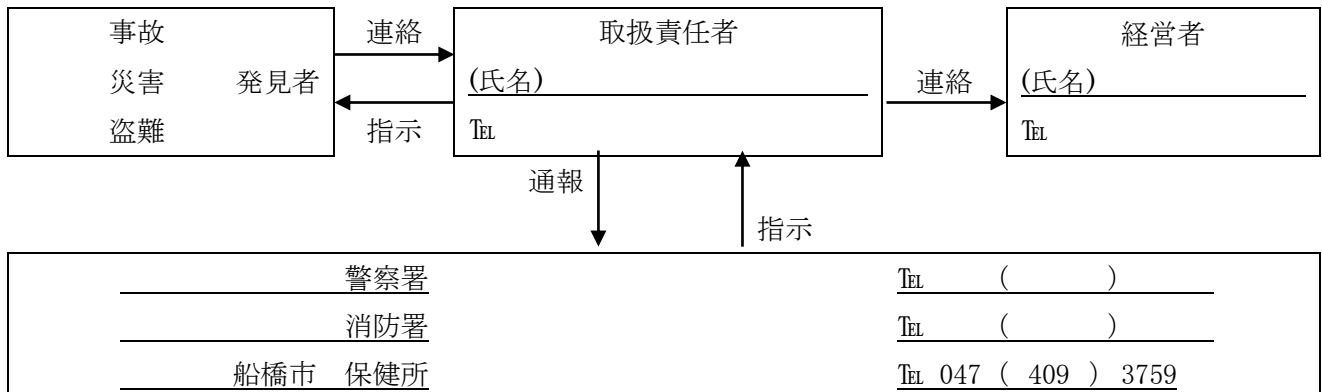 事故
災害 発見者
盗難
連絡
指示
取扱責任者
(氏名)
℡
連絡
経営者
(氏名)
℡
通報
指示
警察署 ℡ ( )
消防署 ℡ ( )
船橋市 保健所 ℡ 047 ( 409 ) 3759